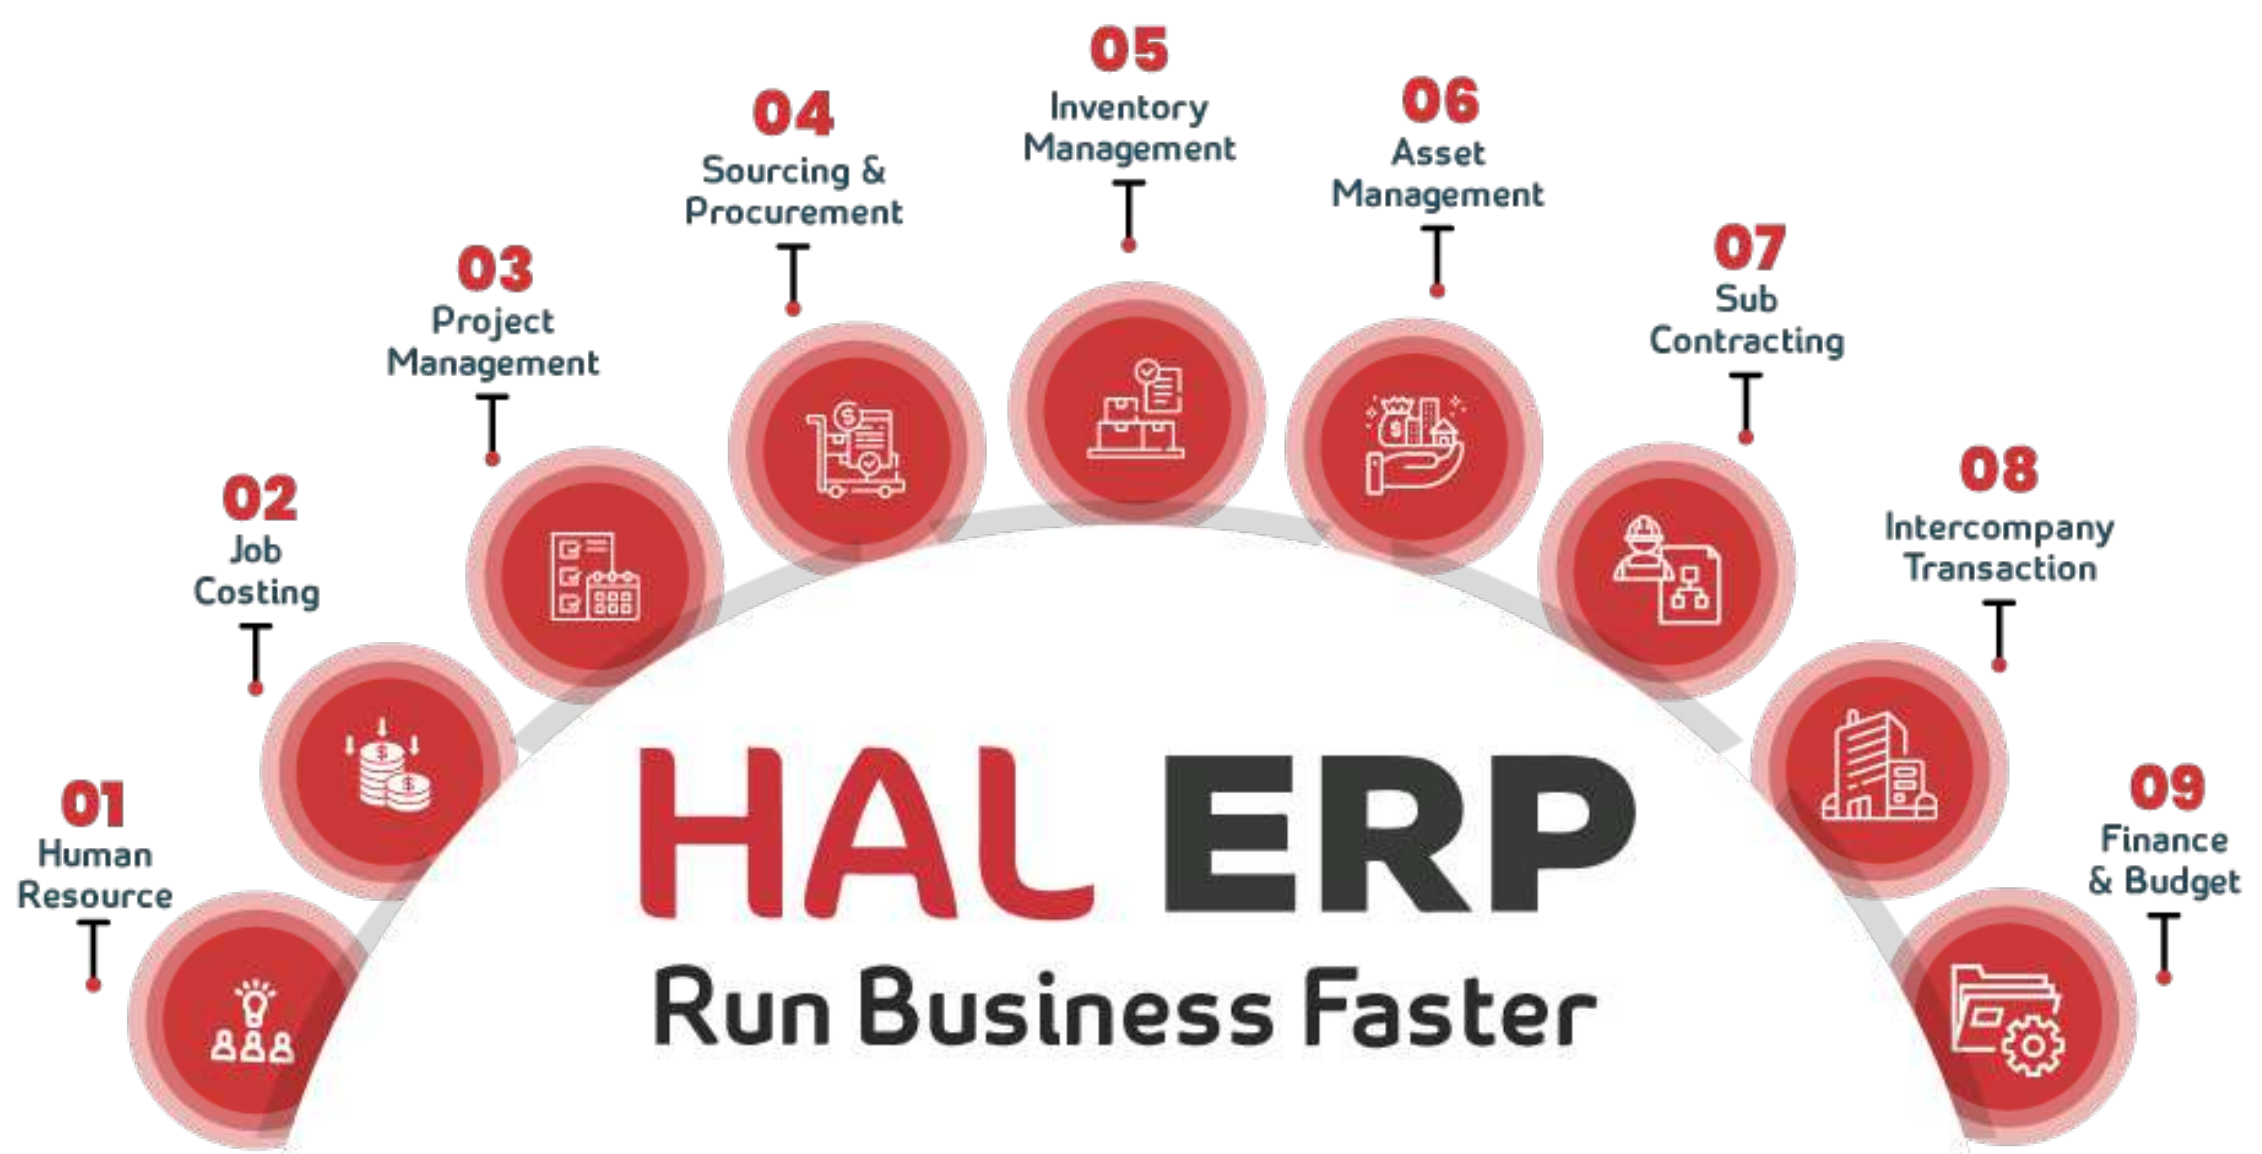 01
Human
Resource
02
Job
Costing
03
Project
Management
04
Sourcing &
Procurement
05
Inventory
Management
06
Asset
Management
07
Sub
Contracting
08
Intercompany
Transaction
09
Finance
& Budget
HAL ERP
Run Business Faster